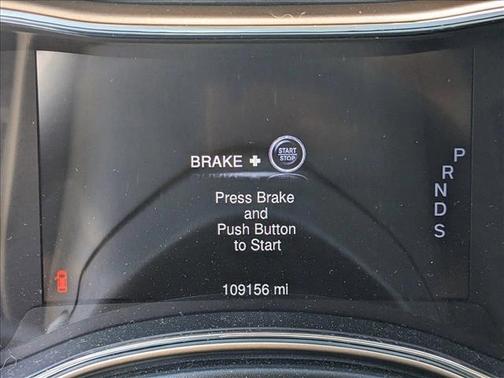 BRAKE + START STOP
Press Brake
and
Push Button
to Start
109156 mi
P
R
N
D
S